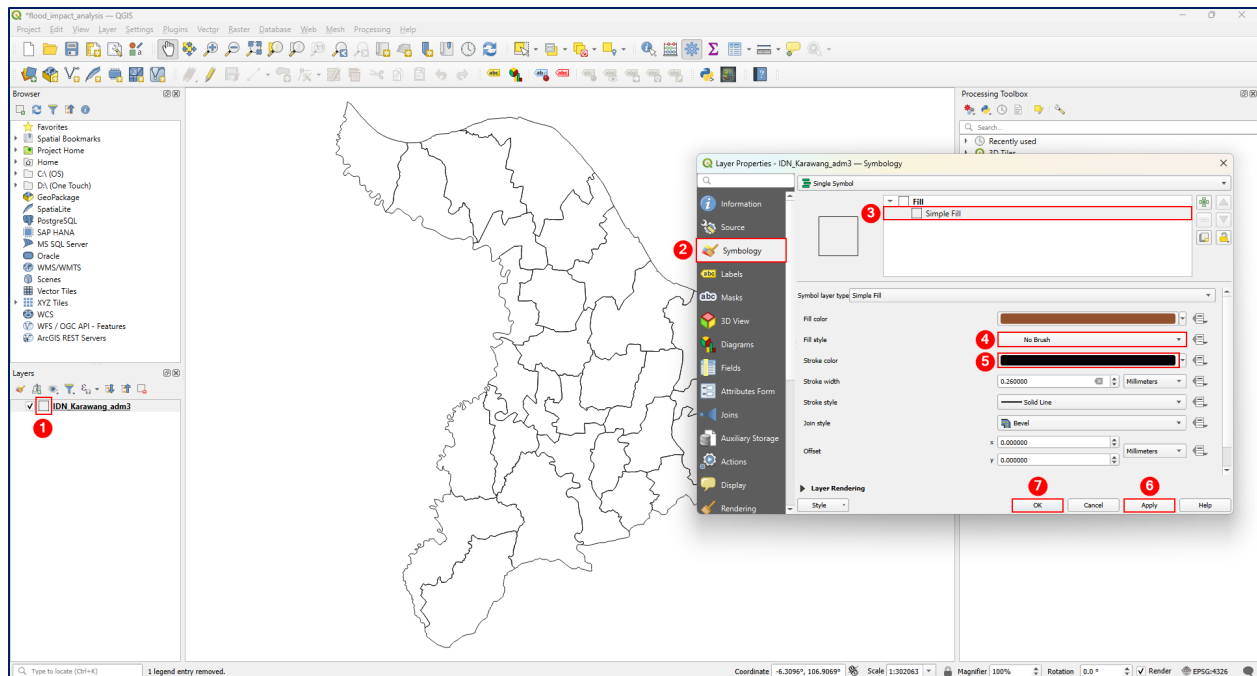 *flood_impact_analysis — QGIS
Project Edit View Layer Settings Plugins Vector Raster Database Web Mesh Processing Help
Browser
Favorites
Spatial Bookmarks
Project Home
Home
C:\ (OS)
D:\ (One Touch)
GeoPackage
SpatiaLite
PostgreSQL
SAP HANA
MS SQL Server
Oracle
WMS/WMTS
Scenes
Vector Tiles
XYZ Tiles
WCS
WFS / OGC API - Features
ArcGIS REST Servers
Layers
IDN_Karawang_adm3
1
Processing Toolbox
Search...
Recently used
3D Tiles
Layer Properties - IDN_Karawang_adm3 — Symbology
Information
Source
2 Symbology
Labels
Masks
3D View
Diagrams
Fields
Attributes Form
Joins
Auxiliary Storage
Actions
Display
Rendering
Single Symbol
Fill
3 Simple Fill
Symbol layer type Simple Fill
Fill color
Fill style 4 No Brush
Stroke color 5
Stroke width 0.260000 Millimeters
Stroke style Solid Line
Join style Bevel
Offset x 0.000000 Millimeters
y 0.000000
Layer Rendering
7 6
Style OK Cancel Apply Help
Type to locate (Ctrl+K) 1 legend entry removed. Coordinate -6.3096°, 106.9069° Scale 1:302063 Magnifier 100% Rotation 0.0 ° Render EPSG:4326